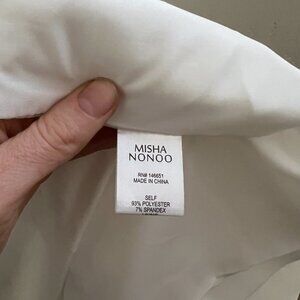 MISHA
NONOO
RN# 146651
MADE IN CHINA
SELF
93% POLYESTER
7% SPANDEX